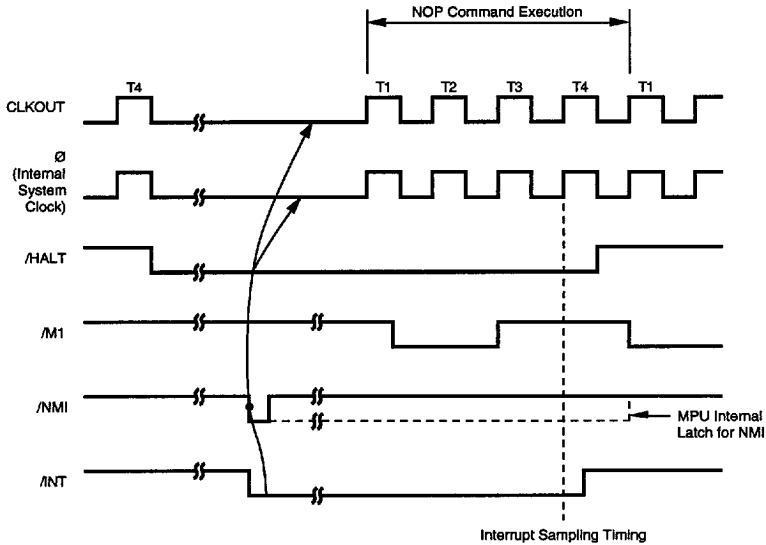 NOP Command Execution
T4 T1 T2 T3 T4 T1
CLKOUT
Ø
(Internal
System
Clock)
/HALT
/M1
/NMI
MPU Internal
Latch for NMI
/INT
Interrupt Sampling Timing